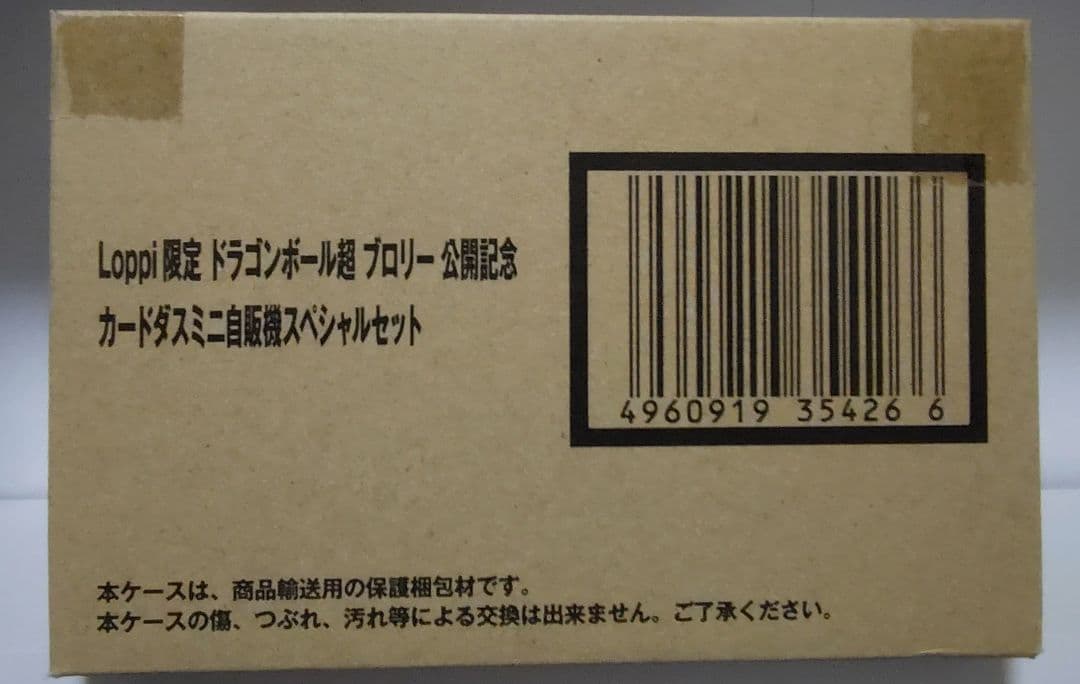 Loppi 限定 ドラゴンボール超 ブロリー 公開記念
カードダスミニ自販機スペシャルセット
4960919 35426 6
本ケースは、商品輸送用の保護梱包材です。
本ケースの傷、つぶれ、汚れ等による交換は出来ません。ご了承ください。